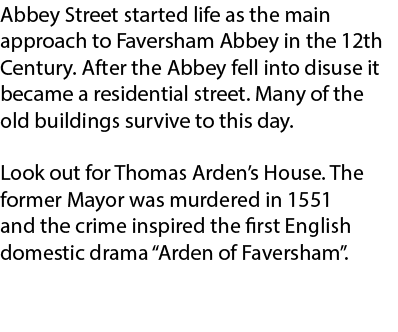 Abbey Street started life as the main
approach to Faversham Abbey in the 12th
Century. After the Abbey fell into disuse it
became a residential street. Many of the
old buildings survive to this day.

Look out for Thomas Arden’s House. The
former Mayor was murdered in 1551
and the crime inspired the first English
domestic drama “Arden of Faversham”.